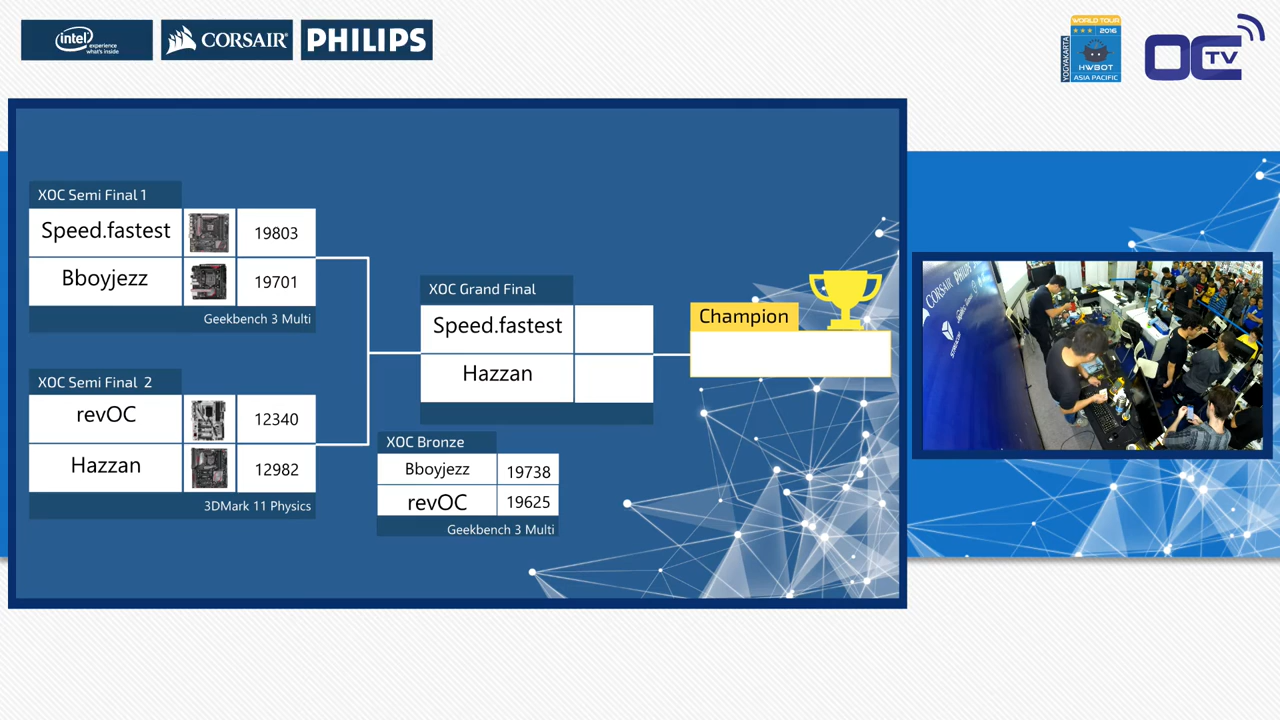 intel experience what's inside
CORSAIR
PHILIPS
WORLD TOUR
2016
YOGYAKARTA
HWBOT
ASIA PACIFIC
OC TV
XOC Semi Final 1
Speed.fastest 19803
Bboyjezz 19701
Geekbench 3 Multi
XOC Semi Final 2
revOC 12340
Hazzan 12982
3DMark 11 Physics
XOC Grand Final
Speed.fastest
Hazzan
XOC Bronze
Bboyjezz 19738
revOC 19625
Geekbench 3 Multi
Champion
CORSAIR PHILIPS